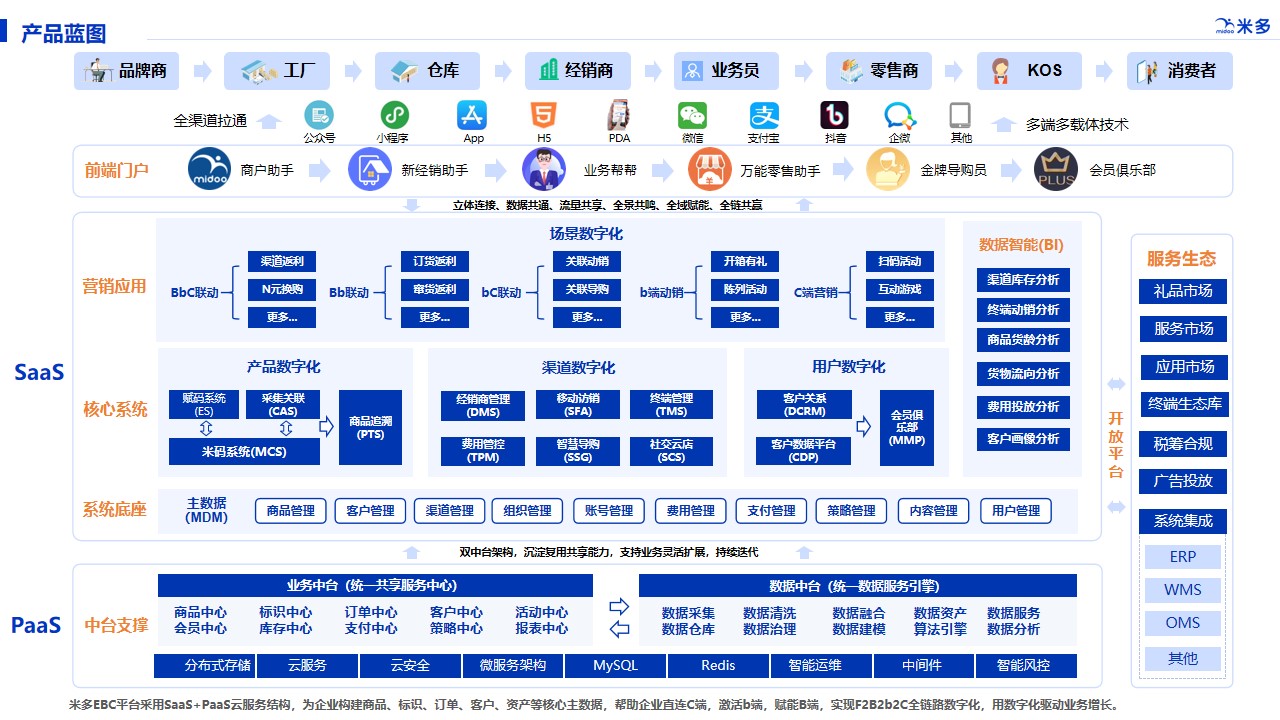 产品蓝图
midoo 米多
品牌商 工厂 仓库 经销商 业务员 零售商 KOS 消费者
全渠道拉通 公众号 小程序 App H5 PDA 微信 支付宝 抖音 企微 其他 多端多载体技术
前端门户 midoo 商户助手 新经销助手 业务帮帮 万能零售助手 金牌导购员 PLUS 会员俱乐部
立体连接、数据共通、流量共享、全景共鸣、全域赋能、全链共赢
SaaS
营销应用
场景数字化
BbC联动 渠道返利 N元换购 更多...
Bb联动 订货返利 窜货返利 更多...
bC联动 关联动销 关联导购 更多...
b端动销 开箱有礼 陈列活动 更多...
C端营销 扫码活动 互动游戏 更多...
数据智能(BI)
渠道库存分析
终端动销分析
商品货龄分析
货物流向分析
费用投放分析
客户画像分析
核心系统
产品数字化
赋码系统
(ES)
采集关联
(CAS)
米码系统(MCS)
商品追溯
(PTS)
渠道数字化
经销商管理
(DMS)
移动访销
(SFA)
终端管理
(TMS)
费用管控
(TPM)
智慧导购
(SSG)
社交云店
(SCS)
用户数字化
客户关系
(DCRM)
客户数据平台
(CDP)
会员俱
乐部
(MMP)
系统底座
主数据
(MDM)
商品管理 客户管理 渠道管理 组织管理 账号管理 费用管理 支付管理 策略管理 内容管理 用户管理
开放平台
服务生态
礼品市场
服务市场
应用市场
终端生态库
税筹合规
广告投放
系统集成
ERP
WMS
OMS
其他
双中台架构，沉淀复用共享能力，支持业务灵活扩展，持续迭代
PaaS
中台支撑
业务中台（统一共享服务中心）
商品中心 标识中心 订单中心 客户中心 活动中心
会员中心 库存中心 支付中心 策略中心 报表中心
数据中台（统一数据服务引擎）
数据采集 数据清洗 数据融合 数据资产 数据服务
数据仓库 数据治理 数据建模 算法引擎 数据分析
分布式存储 云服务 云安全 微服务架构 MySQL Redis 智能运维 中间件 智能风控
米多EBC平台采用SaaS+PaaS云服务结构，为企业构建商品、标识、订单、客户、资产等核心主数据，帮助企业直连C端，激活b端，赋能B端，实现F2B2b2C全链路数字化，用数字化驱动业务增长。